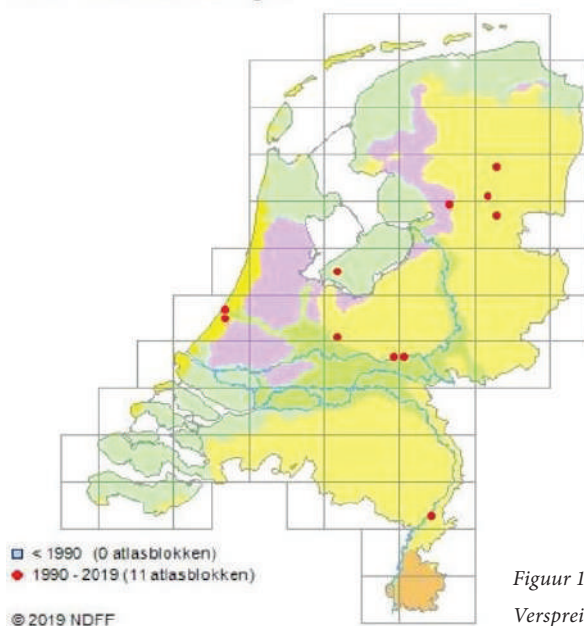 < 1990 (0 atlasblokken)
1990 - 2019 (11 atlasblokken)
© 2019 NDFF
Figuur 1
Versprei